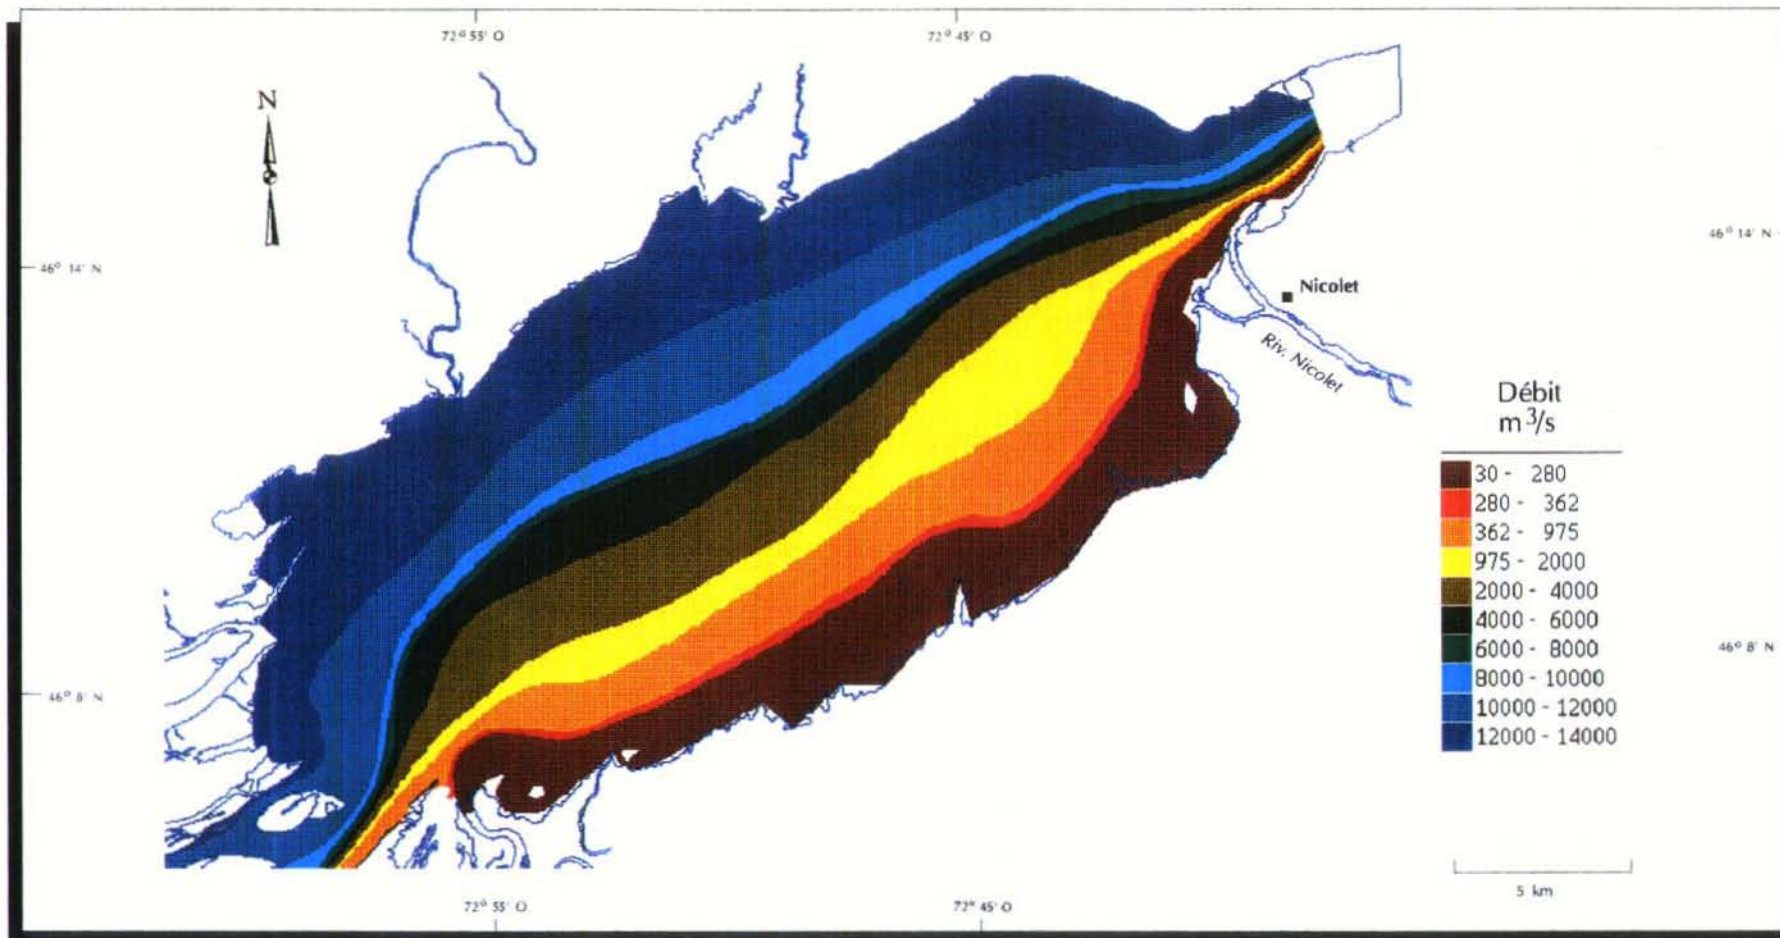 72° 55' O
72° 45' O
N
46° 14' N
46° 14' N
Nicolet
Riv. Nicolet
Débit
m³/s
30 - 280
280 - 362
362 - 975
975 - 2000
2000 - 4000
4000 - 6000
6000 - 8000
8000 - 10000
10000 - 12000
12000 - 14000
46° 8' N
46° 8' N
5 km
72° 55' O
72° 45' O